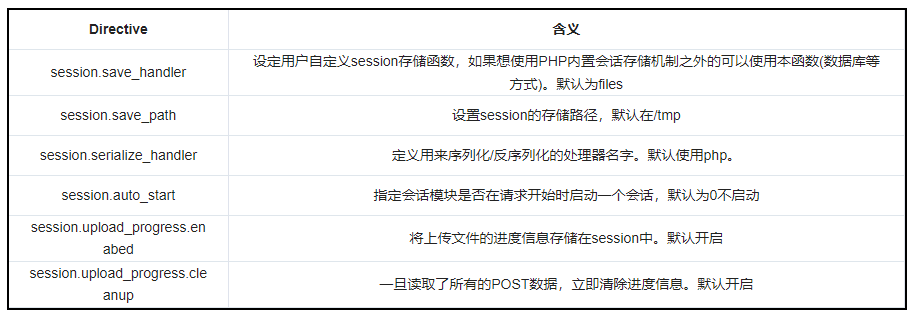 Directive 含义
session.save_handler 设定用户自定义session存储函数，如果想使用PHP内置会话存储机制之外的可以使用本函数(数据库等
方式)。默认为files
session.save_path 设置session的存储路径，默认在/tmp
session.serialize_handler 定义用来序列化/反序列化的处理器名字。默认使用php。
session.auto_start 指定会话模块是否在请求开始时启动一个会话，默认为0不启动
session.upload_progress.en
abed
将上传文件的进度信息存储在session中。默认开启
session.upload_progress.cle
anup
一旦读取了所有的POST数据，立即清除进度信息。默认开启